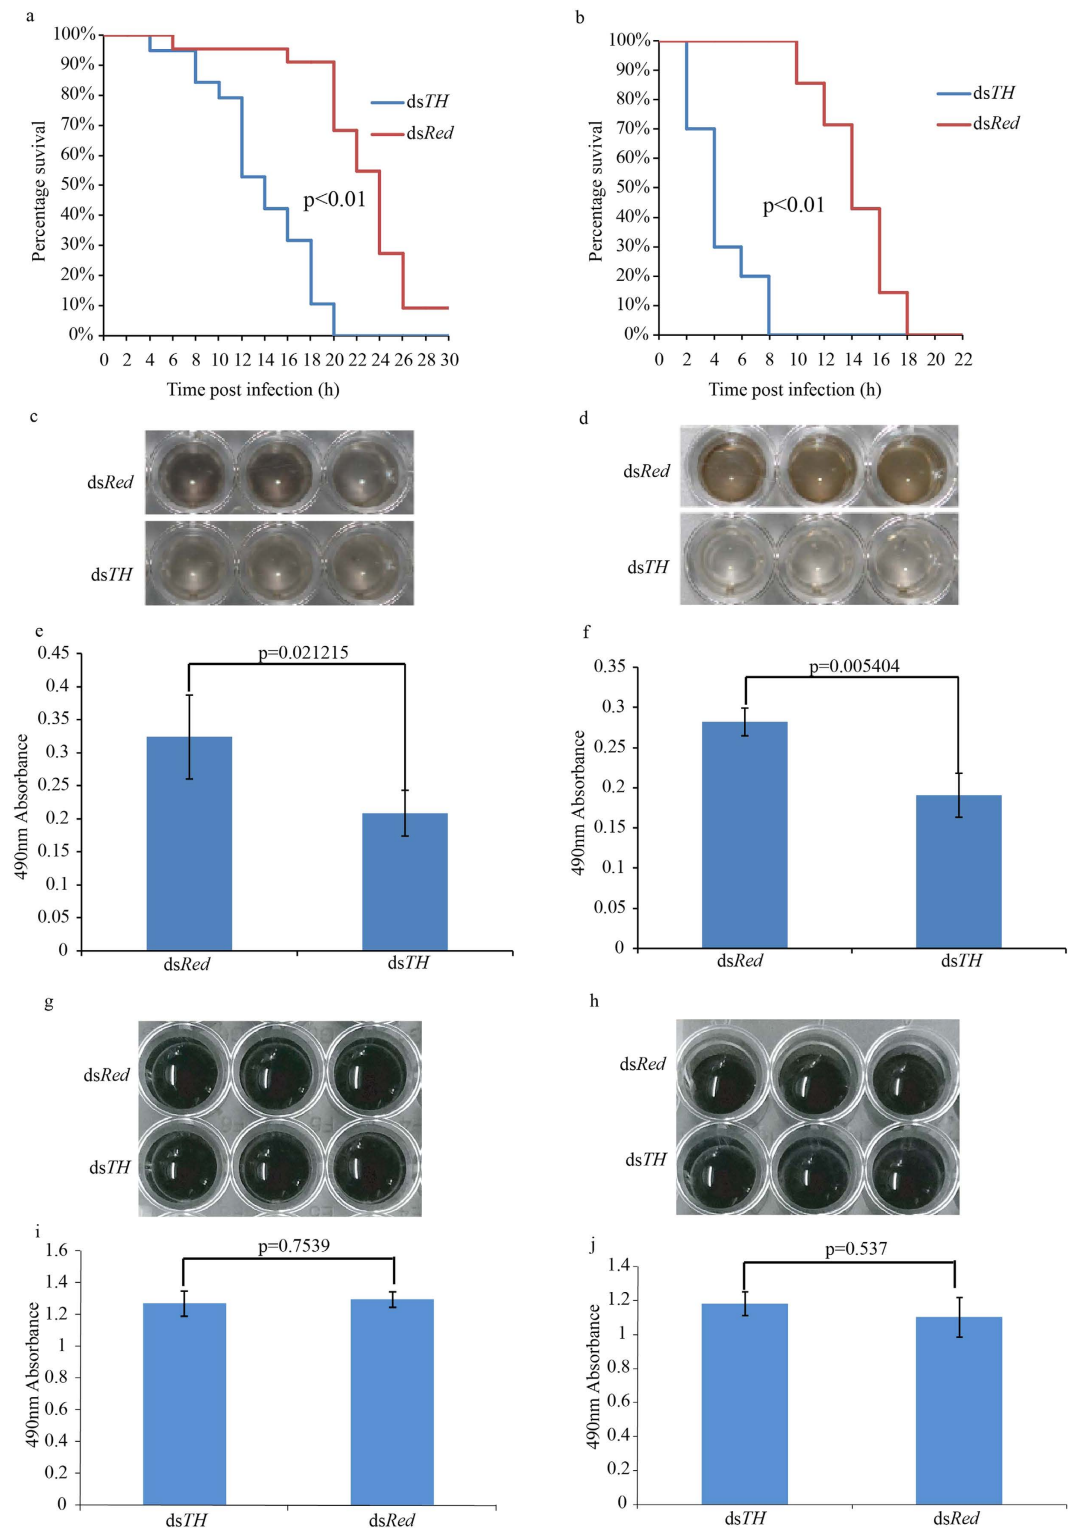 a
100%
90%
80%
70%
60%
50%
40%
30%
20%
10%
0%
Percentage suvival
dsTH
dsRed
p<0.01
0 2 4 6 8 10 12 14 16 18 20 22 24 26 28 30
Time post infection (h)
b
100%
90%
80%
70%
60%
50%
40%
30%
20%
10%
0%
Percentage suvival
dsTH
dsRed
p<0.01
0 2 4 6 8 10 12 14 16 18 20 22
Time post infection (h)
c
dsRed
dsTH
d
dsRed
dsTH
e
0.45
0.4
0.35
0.3
0.25
0.2
0.15
0.1
0.05
0
490nm Absorbance
p=0.021215
dsRed dsTH
f
0.35
0.3
0.25
0.2
0.15
0.1
0.05
0
490nm Absorbance
p=0.005404
dsRed dsTH
g
dsRed
dsTH
h
dsRed
dsTH
i
1.6
1.4
1.2
1
0.8
0.6
0.4
0.2
0
490nm Absorbance
p=0.7539
dsTH dsRed
j
1.4
1.2
1
0.8
0.6
0.4
0.2
0
490nm Absorbance
p=0.537
dsTH dsRed